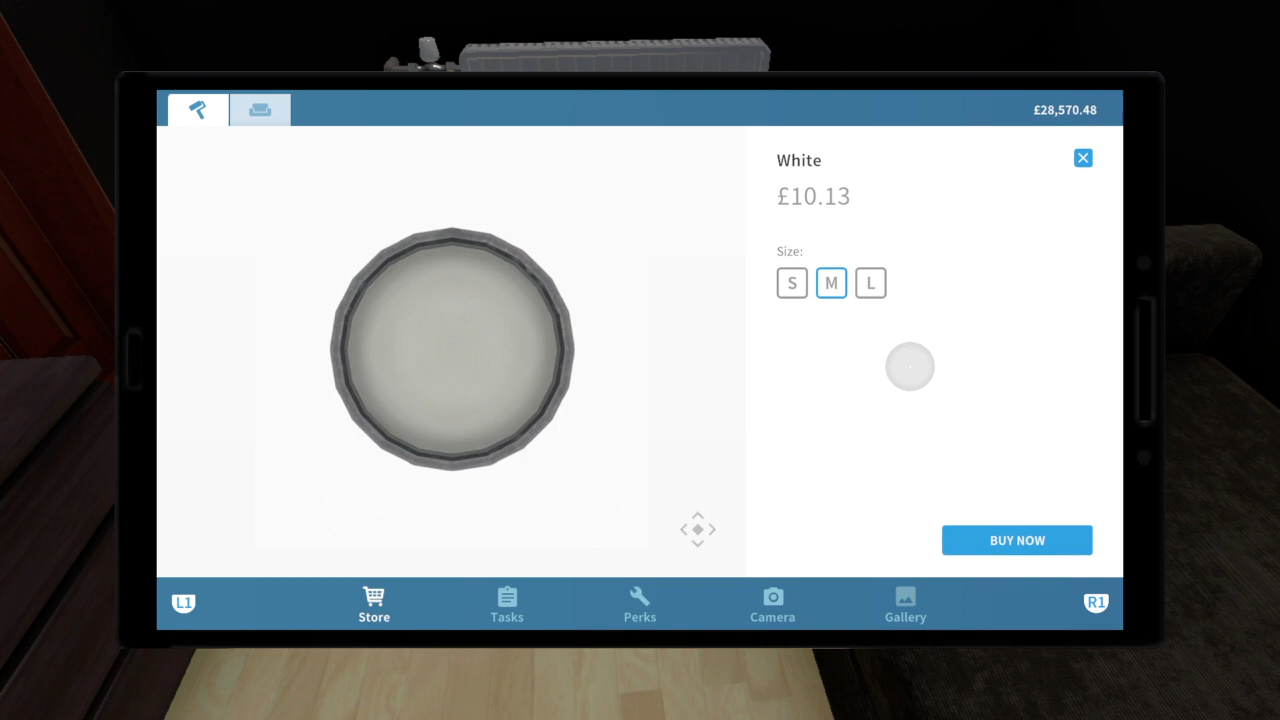 £28,570.48
White
£10.13
Size:
S M L
BUY NOW
L1
Store
Tasks
Perks
Camera
Gallery
R1